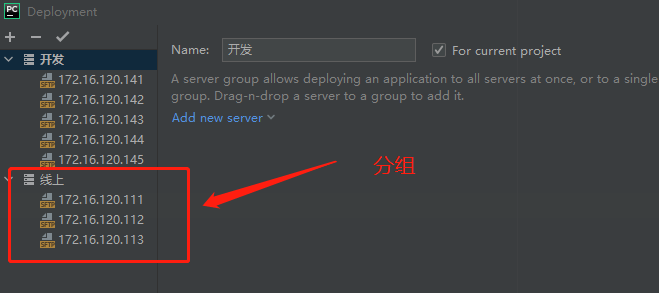 PC Deployment
开发
172.16.120.141
SFTP
172.16.120.142
SFTP
172.16.120.143
SFTP
172.16.120.144
SFTP
172.16.120.145
SFTP
线上
172.16.120.111
SFTP
172.16.120.112
SFTP
172.16.120.113
SFTP
Name: 开发 For current project
A server group allows deploying an application to all servers at once, or to a single
group. Drag-n-drop a server to a group to add it.
Add new server
分组